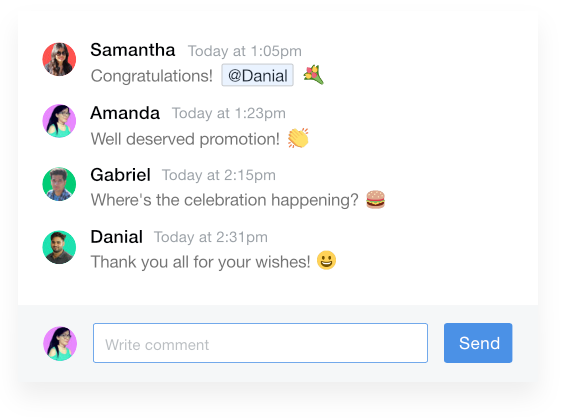 Samantha Today at 1:05pm
Congratulations! @Danial 💐
Amanda Today at 1:23pm
Well deserved promotion! 👏
Gabriel Today at 2:15pm
Where's the celebration happening? 🍔
Danial Today at 2:31pm
Thank you all for your wishes! 😀
Write comment
Send